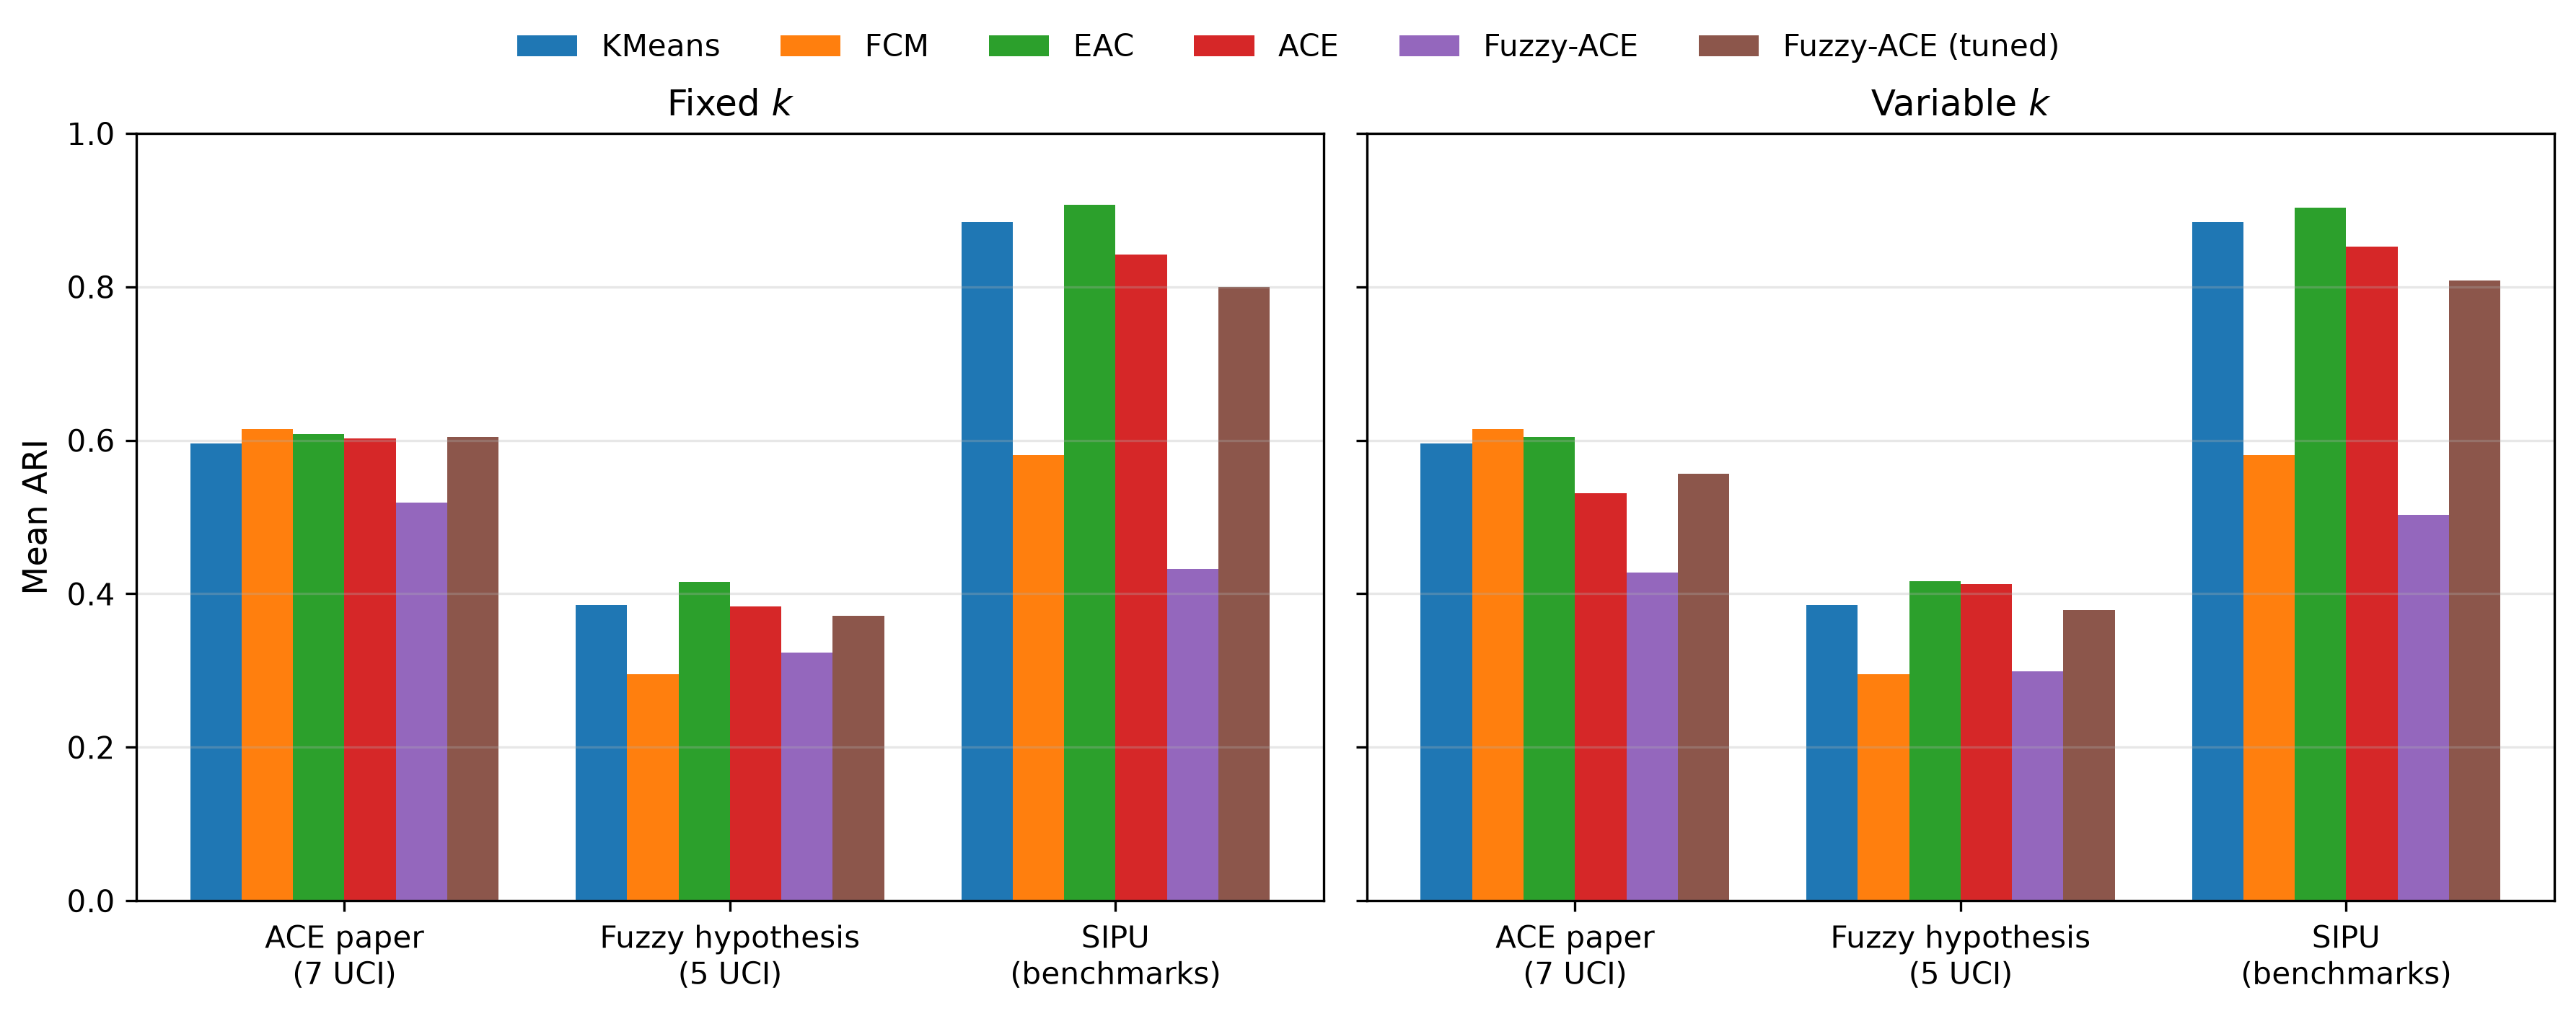 KMeans FCM EAC ACE Fuzzy-ACE Fuzzy-ACE (tuned)
Fixed k
Variable k
Mean ARI
1.0
0.8
0.6
0.4
0.2
0.0
ACE paper
(7 UCI)
Fuzzy hypothesis
(5 UCI)
SIPU
(benchmarks)
ACE paper
(7 UCI)
Fuzzy hypothesis
(5 UCI)
SIPU
(benchmarks)